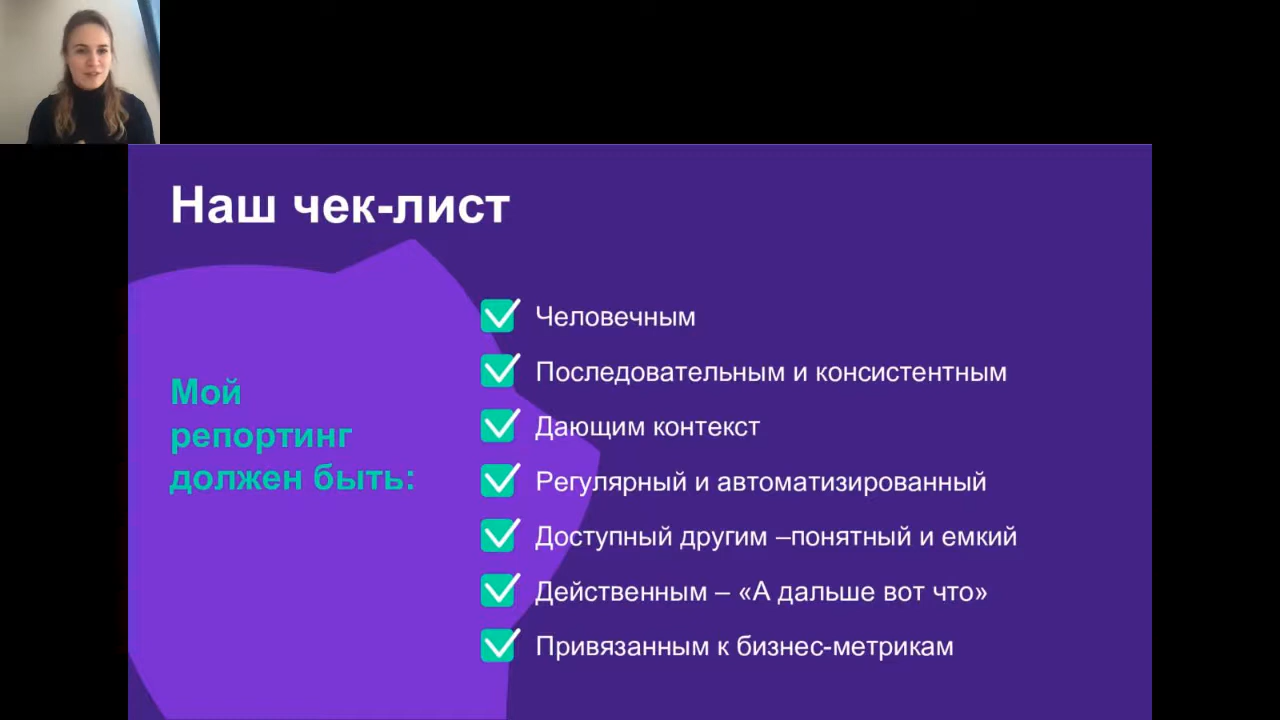 Наш чек-лист
Мой
репортинг
должен быть:
Человечным
Последовательным и консистентным
Дающим контекст
Регулярный и автоматизированный
Доступный другим –понятный и емкий
Действенным – «А дальше вот что»
Привязанным к бизнес-метрикам